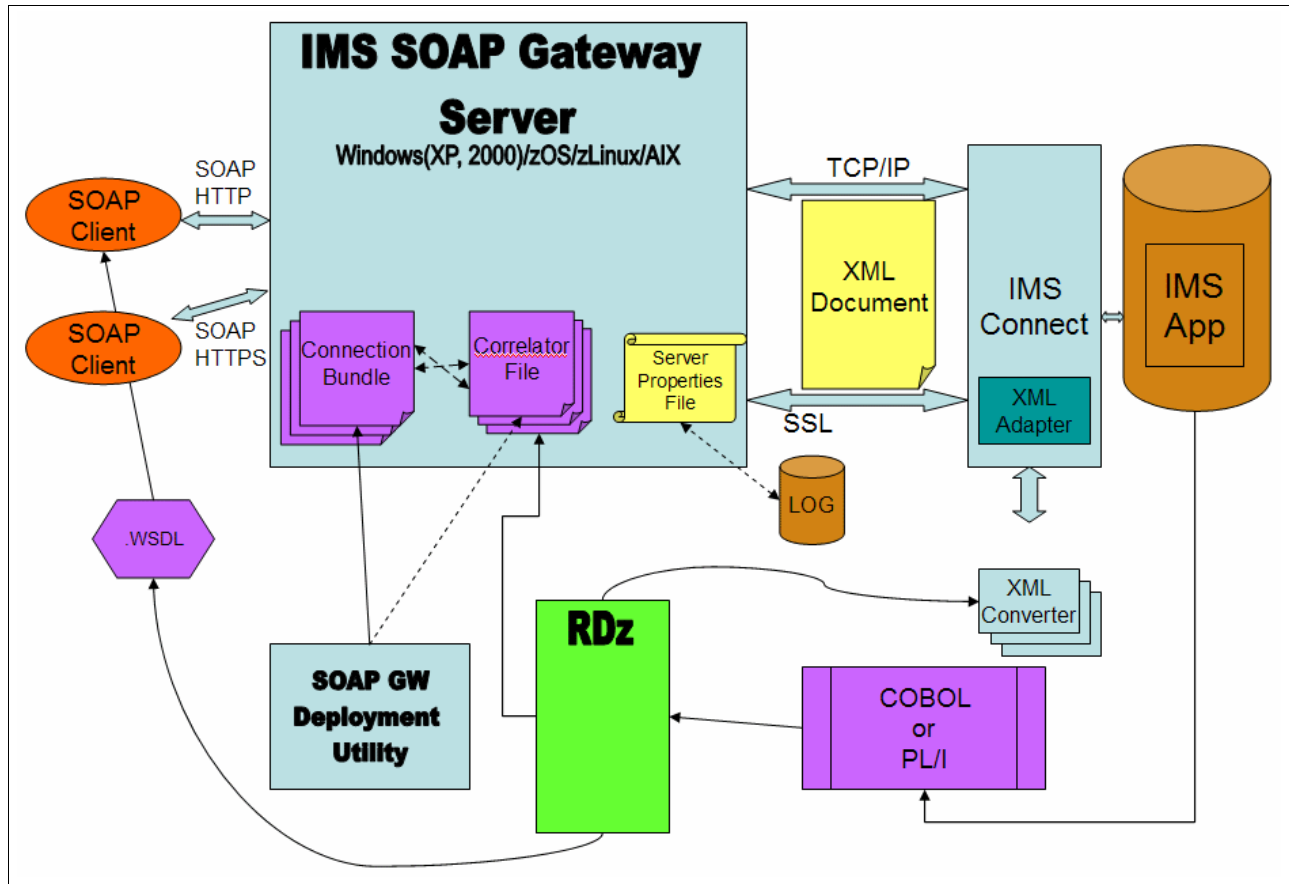 IMS SOAP Gateway
Server
Windows(XP, 2000)/zOS/zLinux/AIX
SOAP
HTTP
SOAP
Client
SOAP
Client
SOAP
HTTPS
Connection
Bundle
Correlator
File
Server
Properties
File
TCP/IP
XML
Document
SSL
IMS
Connect
XML
Adapter
IMS
App
LOG
.WSDL
RDz
XML
Converter
SOAP GW
Deployment
Utility
COBOL
or
PL/I